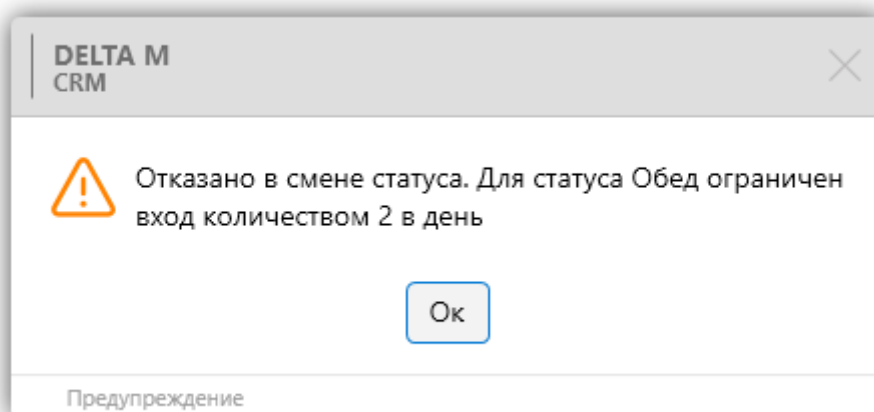 DELTA M
CRM
Отказано в смене статуса. Для статуса Обед ограничен
вход количеством 2 в день
Ок
Предупреждение